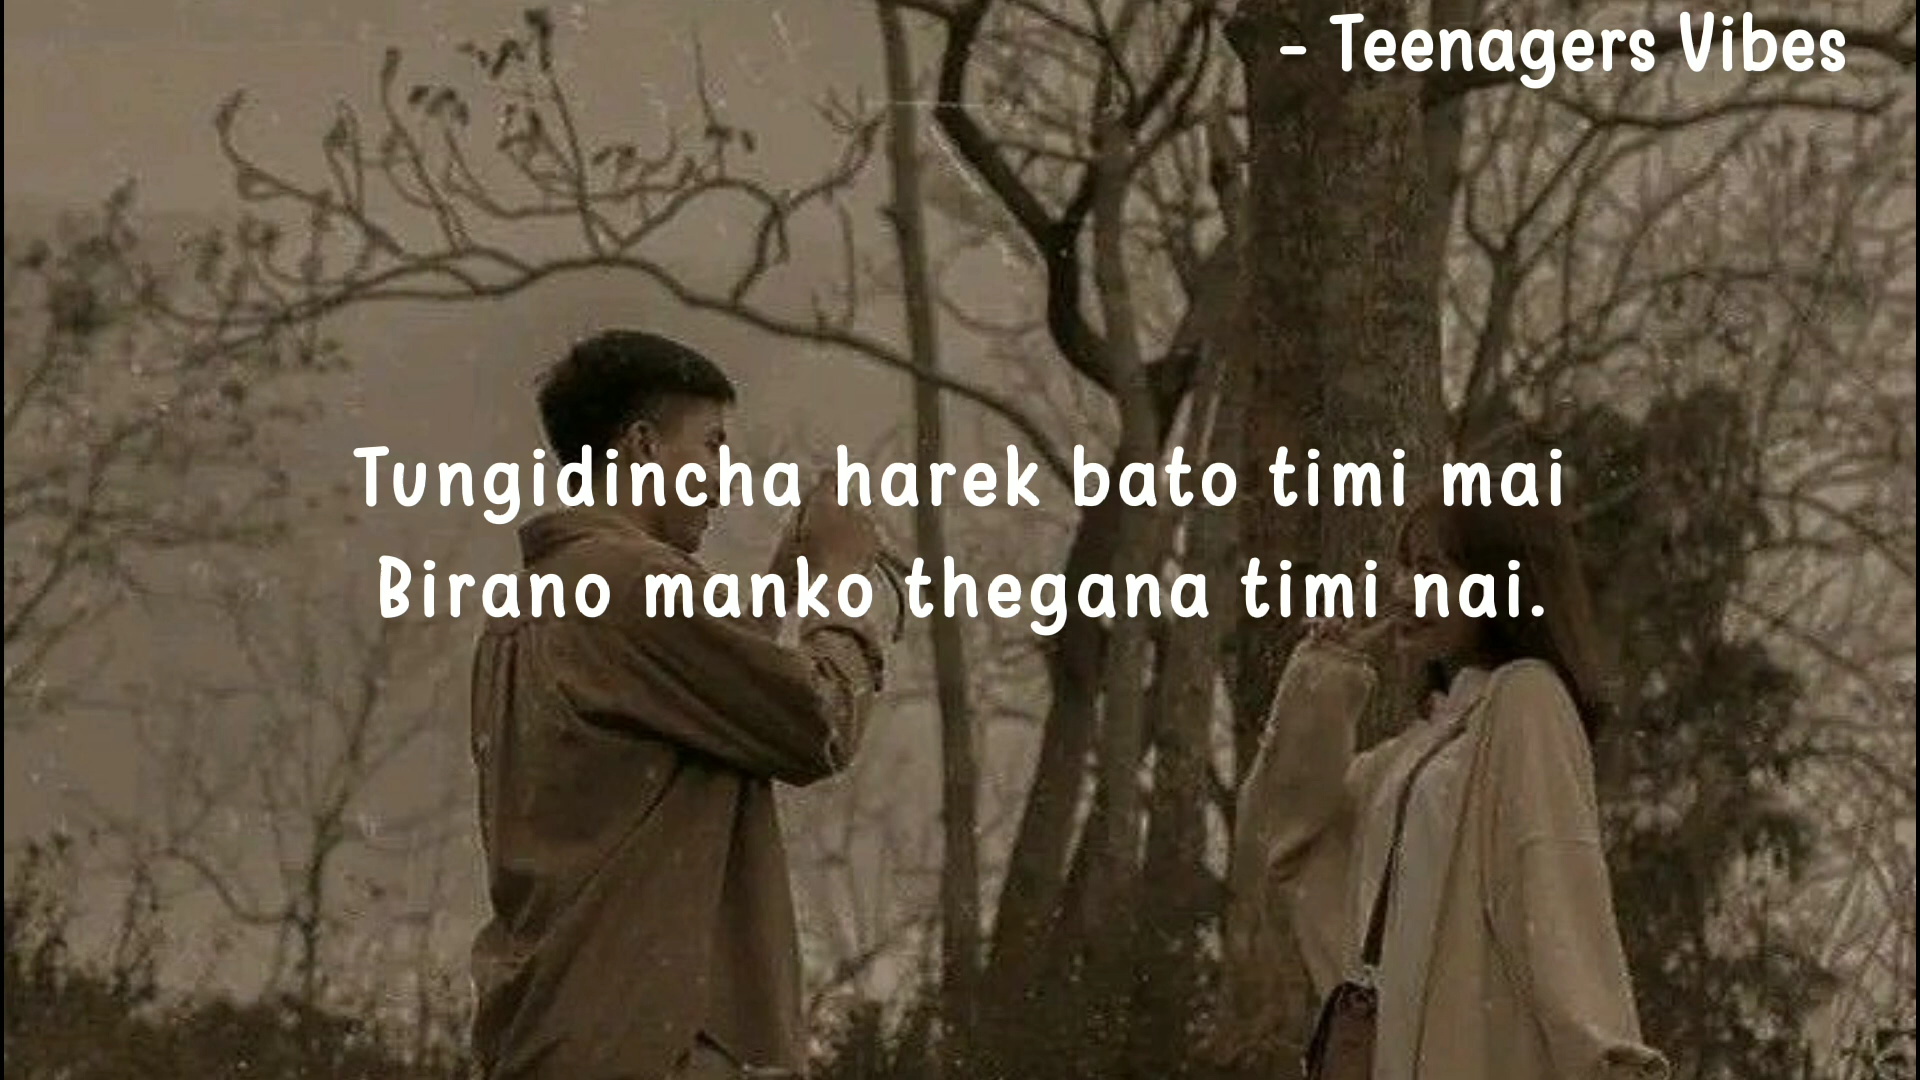 - Teenagers Vibes
Tungidincha harek bato timi mai
Birano manko thegana timi nai.